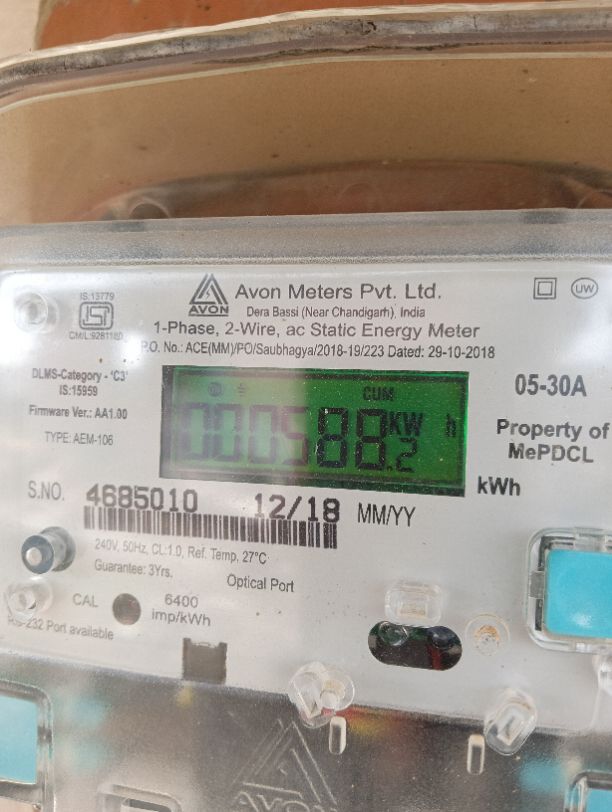 AVON
Avon Meters Pvt. Ltd.
Dera Bassi (Near Chandigarh), India
UW
IS:13779
ISI
CM/L:9281180
1-Phase, 2-Wire, ac Static Energy Meter
P.O. No.: ACE(MM)/PO/Saubhagya/2018-19/223 Dated: 29-10-2018
DLMS-Category - 'C3'
IS:15959
Firmware Ver.: AA1.00
TYPE: AEM-106
CUM
000588.2 KW h
05-30A
Property of
MePDCL
kWh
S.NO. 4685010 12/18 MM/YY
240V, 50Hz, CL:1.0, Ref. Temp. 27°C
Guarantee: 3Yrs.
Optical Port
CAL 6400
imp/kWh
RS-232 Port available
AVON